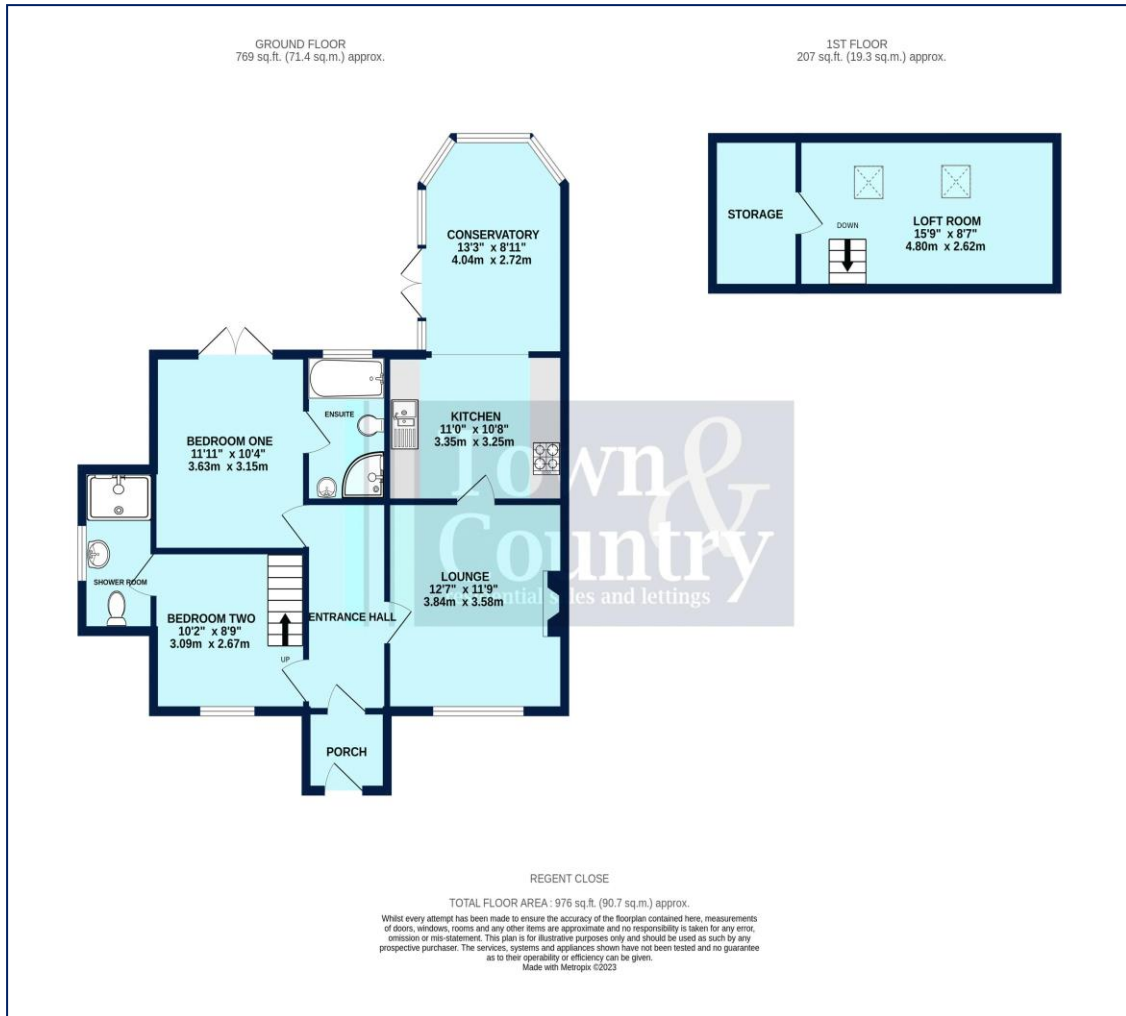 GROUND FLOOR
769 sq.ft. (71.4 sq.m.) approx.
1ST FLOOR
207 sq.ft. (19.3 sq.m.) approx.
CONSERVATORY
13'3" x 8'11"
4.04m x 2.72m
STORAGE
DOWN
LOFT ROOM
15'9" x 8'7"
4.80m x 2.62m
BEDROOM ONE
11'11" x 10'4"
3.63m x 3.15m
ENSUITE
KITCHEN
11'0" x 10'8"
3.35m x 3.25m
Town &
Country
residential sales and lettings
SHOWER ROOM
BEDROOM TWO
10'2" x 8'9"
3.09m x 2.67m
UP
ENTRANCE HALL
LOUNGE
12'7" x 11'9"
3.84m x 3.58m
PORCH
REGENT CLOSE
TOTAL FLOOR AREA : 976 sq.ft. (90.7 sq.m.) approx.
Whilst every attempt has been made to ensure the accuracy of the floorplan contained here, measurements
of doors, windows, rooms and any other items are approximate and no responsibility is taken for any error,
omission or mis-statement. This plan is for illustrative purposes only and should be used as such by any
prospective purchaser. The services, systems and appliances shown have not been tested and no guarantee
as to their operability or efficiency can be given.
Made with Metropix ©2023